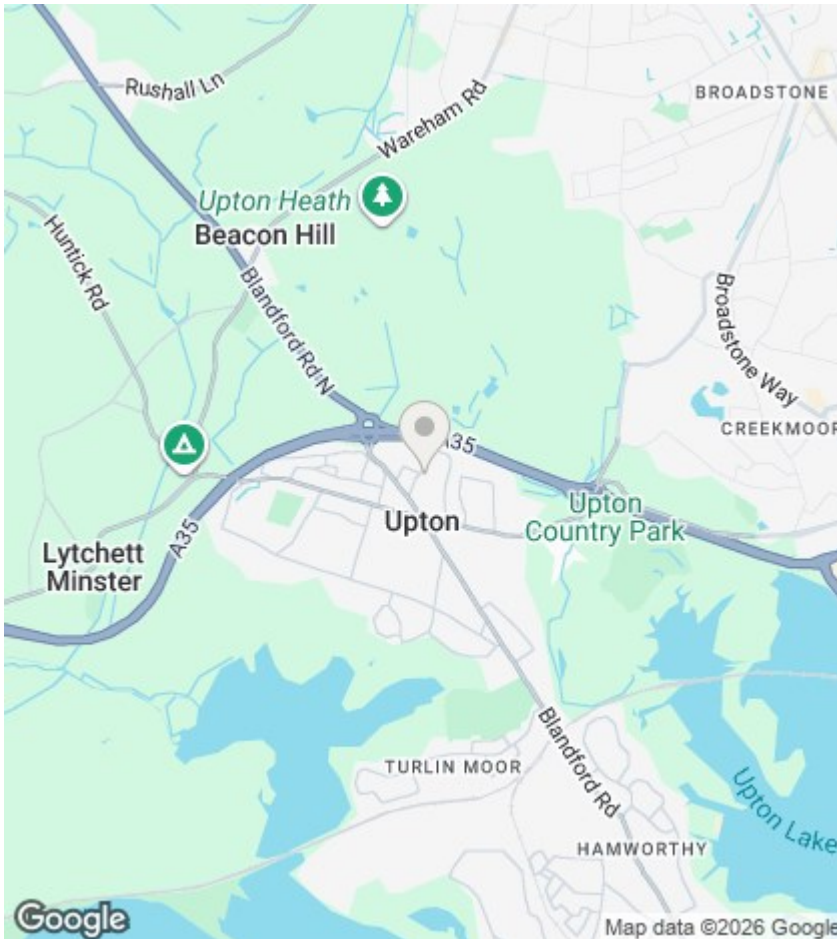 Rushall Ln
BROADSTONE
Wareham Rd
Upton Heath
Beacon Hill
Huntick Rd
Blandford Rd N
Broadstone Way
CREEKMOOR
A35
Upton
Upton
Country Park
Lytchett
Minster
A35
Blandford Rd
TURLIN MOOR
Upton Lake
HAMWORTHY
Google
Map data ©2026 Google